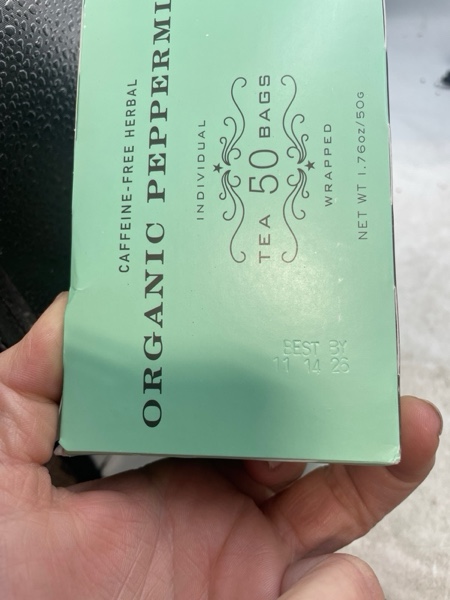 CAFFEINE-FREE HERBAL
ORGANIC PEPPERMI
INDIVIDUAL
TEA 50 BAGS
WRAPPED
NET WT 1.76oz/50G
BEST BY
11 14 26